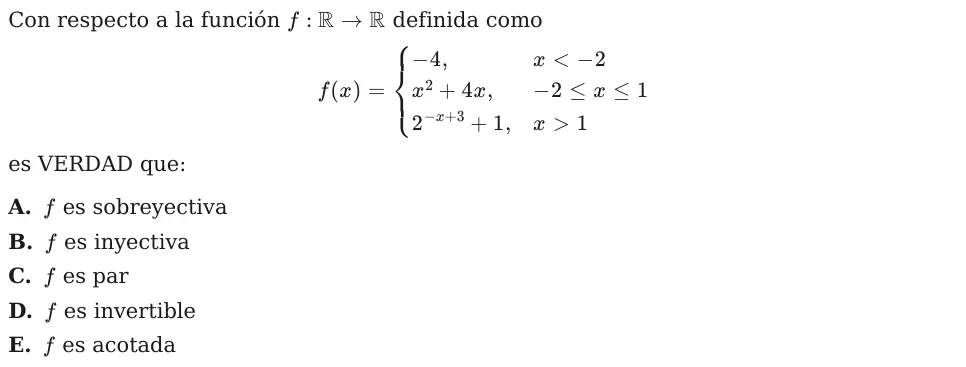 Con respecto a la función f : ℝ → ℝ definida como
f(x) = { −4, x < −2
x² + 4x, −2 ≤ x ≤ 1
2^{−x+3} + 1, x > 1
es VERDAD que:
A. f es sobreyectiva
B. f es inyectiva
C. f es par
D. f es invertible
E. f es acotada